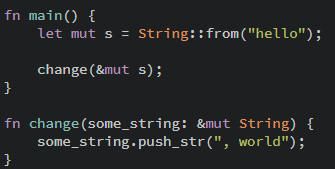 fn main() {
    let mut s = String::from("hello");

    change(&mut s);
}

fn change(some_string: &mut String) {
    some_string.push_str(", world");
}